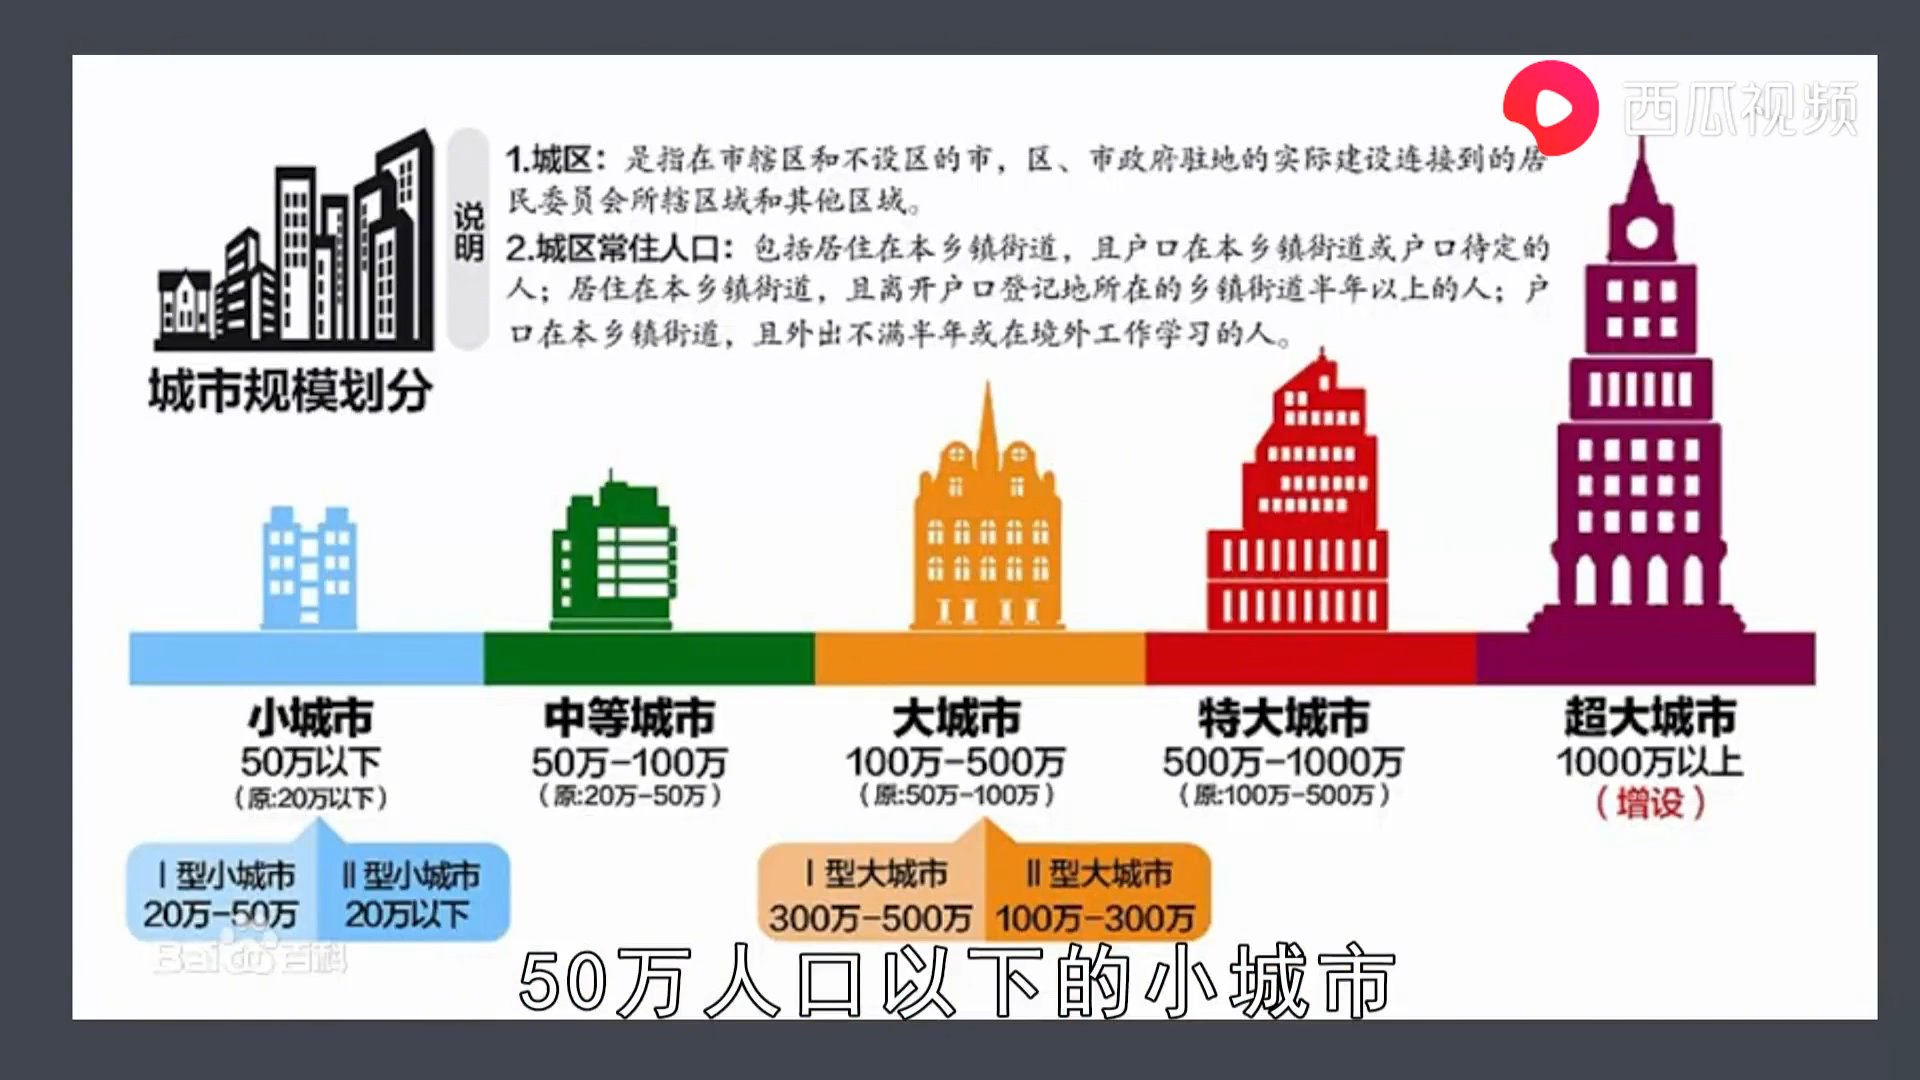 西瓜视频
1.城区：是指在市辖区和不设区的市，区、市政府驻地的实际建设连接到的居
民委员会所辖区域和其他区域。
说明
2.城区常住人口：包括居住在本乡镇街道，且户口在本乡镇街道或户口待定的
人；居住在本乡镇街道，且离开户口登记地所在的乡镇街道半年以上的人；户
口在本乡镇街道，且外出不满半年或在境外工作学习的人。
城市规模划分
小城市
50万以下
（原:20万以下）
中等城市
50万-100万
（原:20万-50万）
大城市
100万-500万
（原:50万-100万）
特大城市
500万-1000万
（原:100万-500万）
超大城市
1000万以上
（增设）
Ⅰ型小城市
20万-50万
Ⅱ型小城市
20万以下
Ⅰ型大城市
300万-500万
Ⅱ型大城市
100万-300万
Bai百科
50万人口以下的小城市